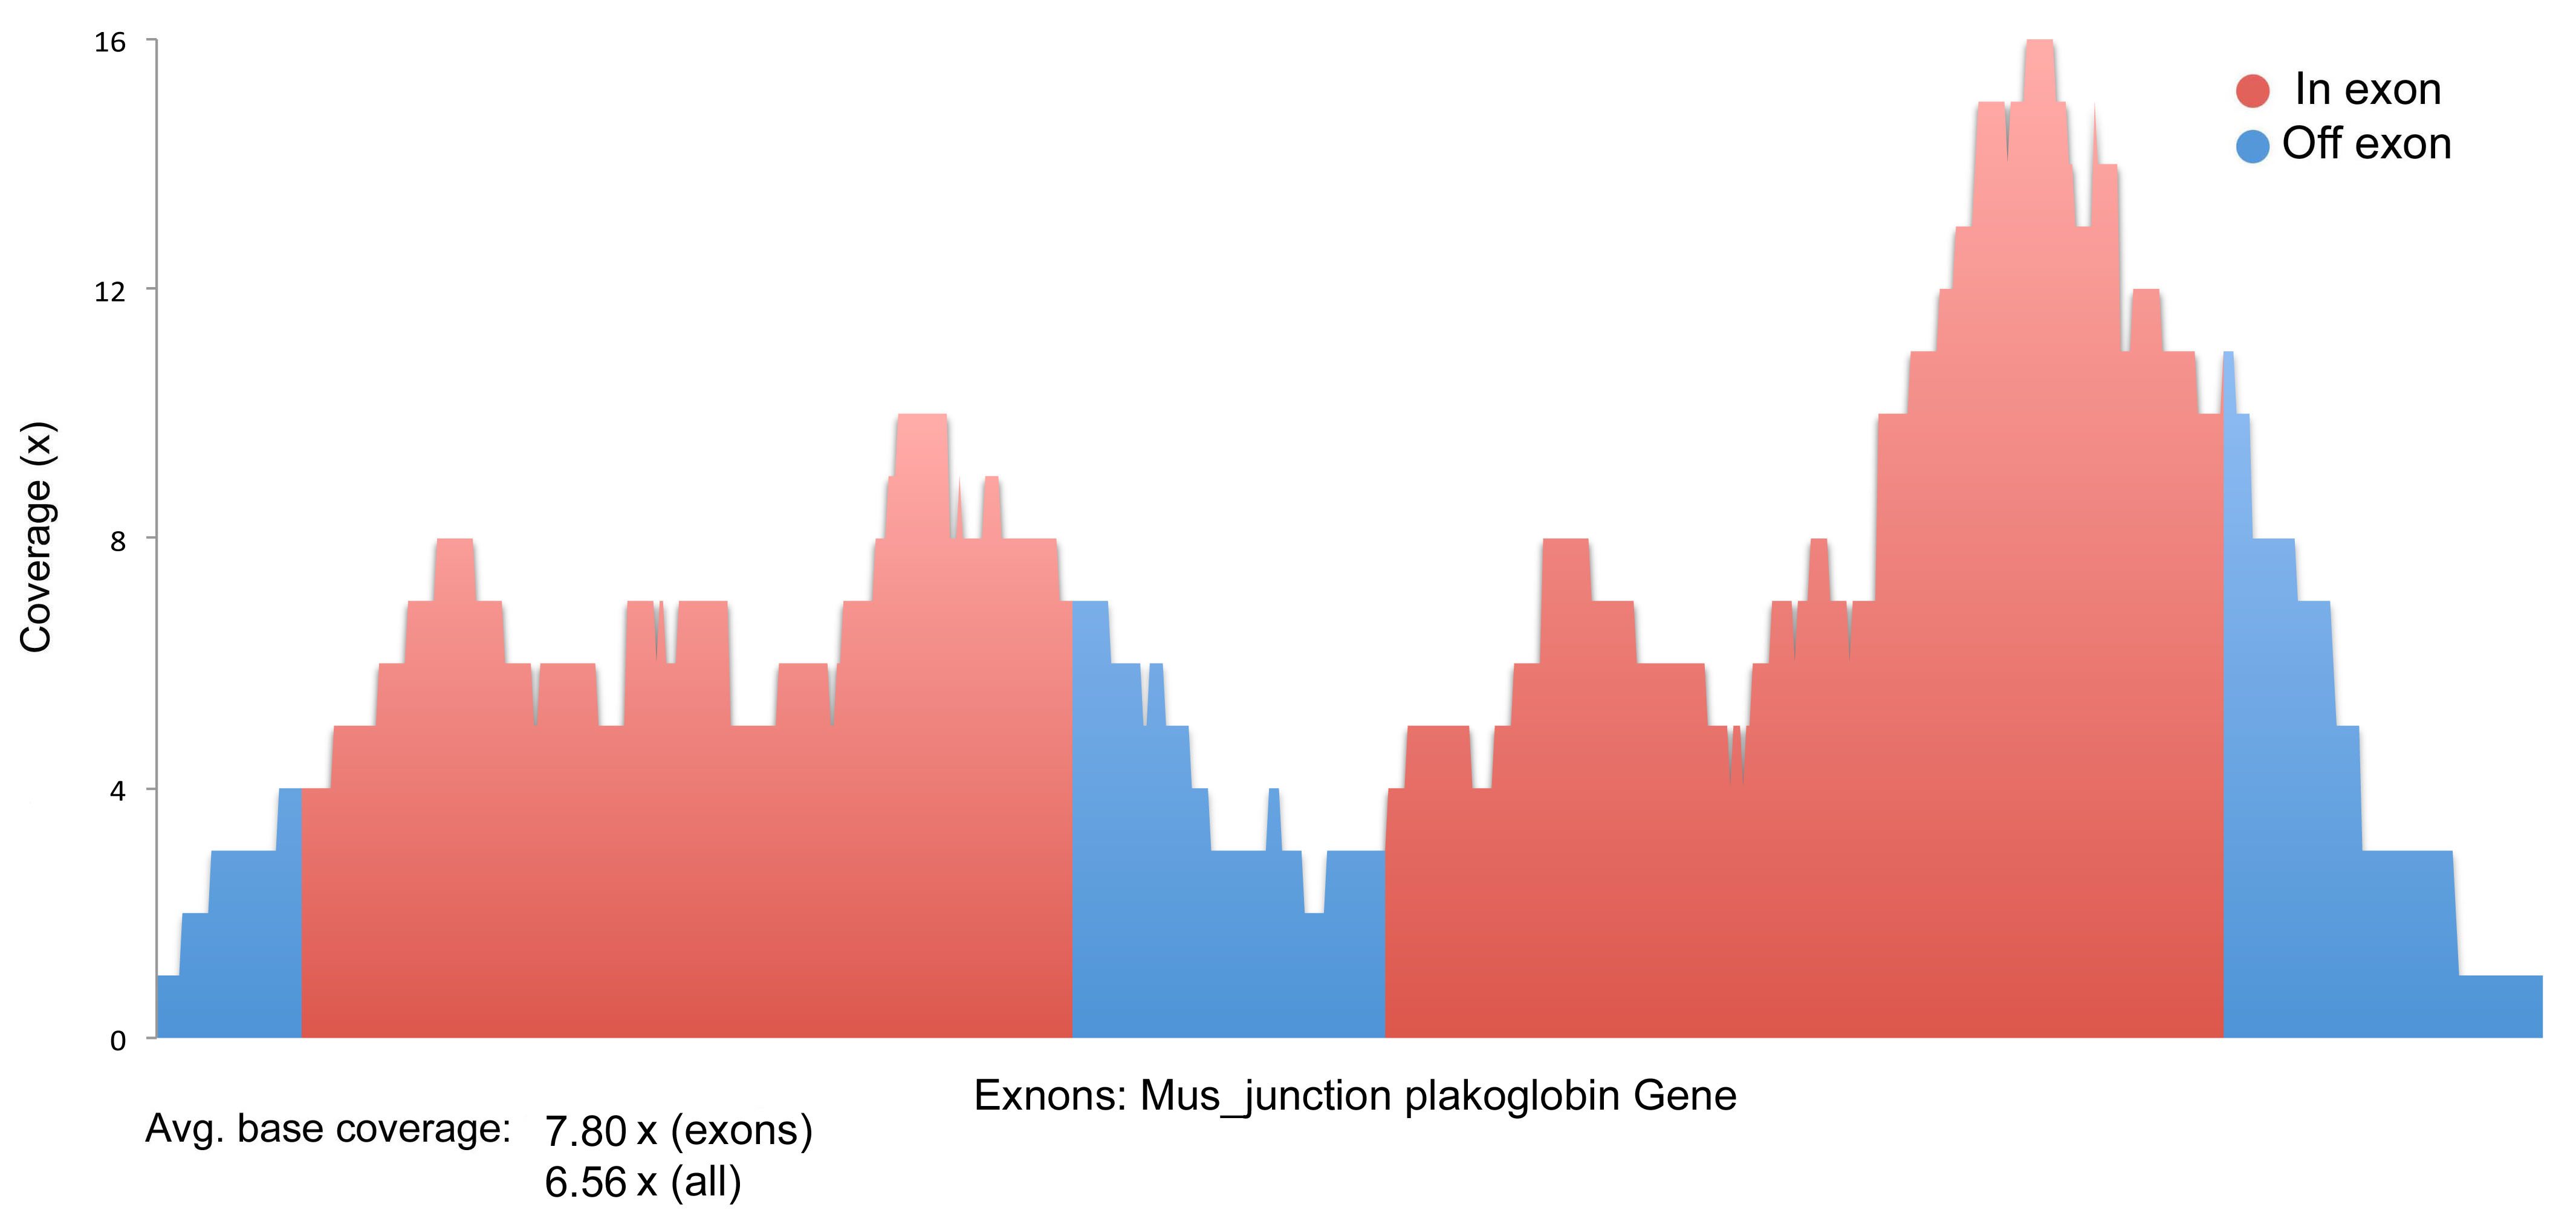 16
In exon
Off exon
12
Coverage (x)
8
4
0
Exnons: Mus_junction plakoglobin Gene
Avg. base coverage: 7.80 x (exons)
6.56 x (all)